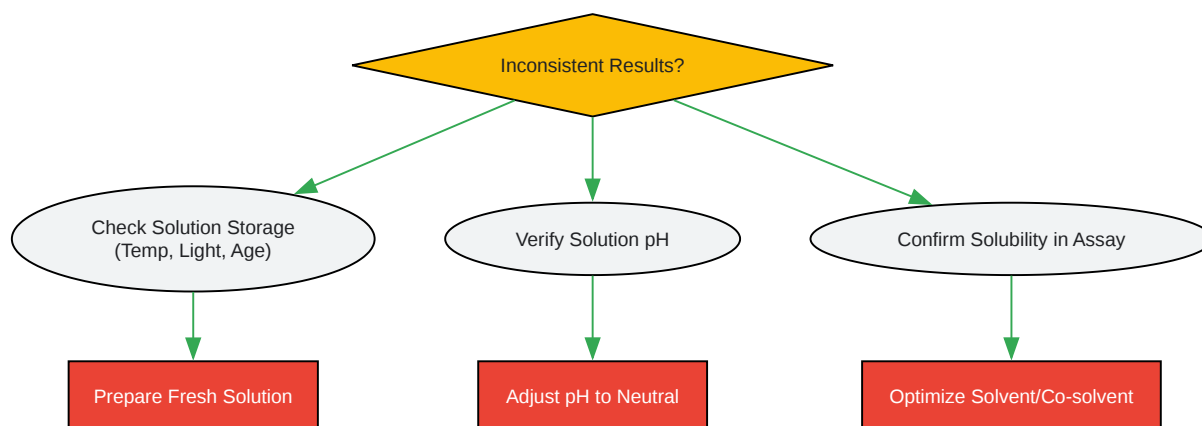 Inconsistent Results?
Check Solution Storage
(Temp, Light, Age)
Verify Solution pH
Confirm Solubility in Assay
Prepare Fresh Solution
Adjust pH to Neutral
Optimize Solvent/Co-solvent